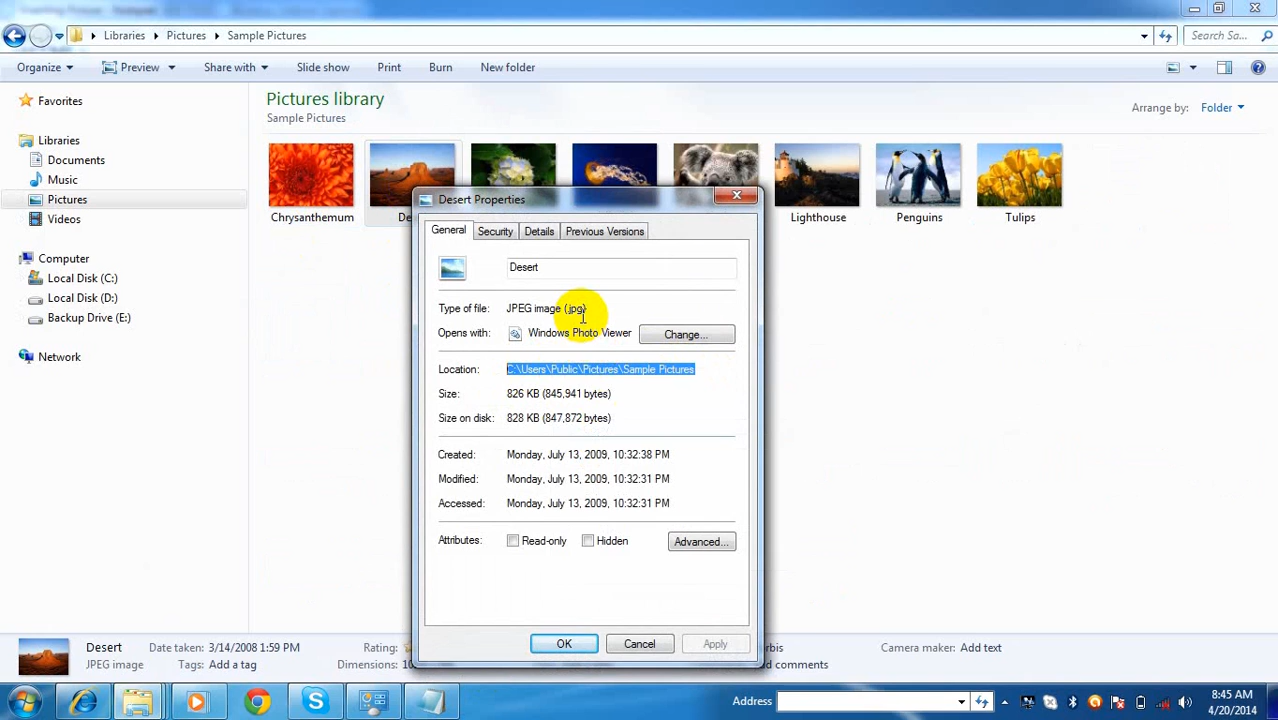 Libraries Pictures Sample Pictures Search Sa...
Organize Preview Share with Slide show Print Burn New folder
Favorites
Libraries
Documents
Music
Pictures
Videos
Computer
Local Disk (C:)
Local Disk (D:)
Backup Drive (E:)
Network
Pictures library
Sample Pictures
Arrange by: Folder
Chrysanthemum
Lighthouse
Penguins
Tulips
Desert Properties
General Security Details Previous Versions
Desert
Type of file: JPEG image (.jpg)
Opens with: Windows Photo Viewer Change...
Location: C:\Users\Public\Pictures\Sample Pictures
Size: 826 KB (845,941 bytes)
Size on disk: 828 KB (847,872 bytes)
Created: Monday, July 13, 2009, 10:32:38 PM
Modified: Monday, July 13, 2009, 10:32:31 PM
Accessed: Monday, July 13, 2009, 10:32:31 PM
Attributes: Read-only Hidden Advanced...
OK Cancel Apply
Desert Date taken: 3/14/2008 1:59 PM Rating: Camera maker: Add text
JPEG image Tags: Add a tag Dimensions:
Address 8:45 AM
4/20/2014